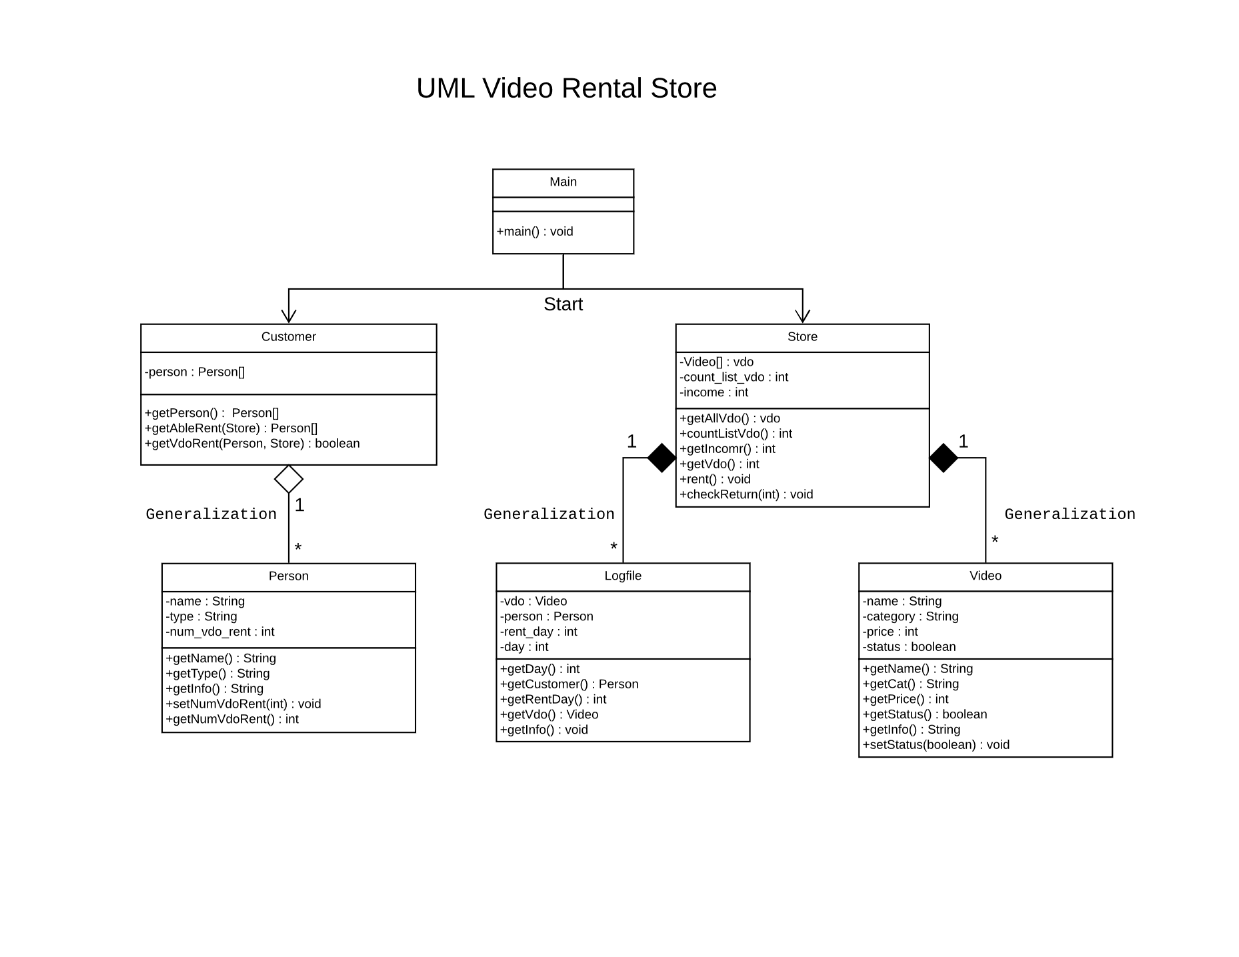 UML Video Rental Store
Main
+main() : void
Start
Customer
-person : Person[]
+getPerson() :  Person[]
+getAbleRent(Store) : Person[]
+getVdoRent(Person, Store) : boolean
Store
-Video[] : vdo
-count_list_vdo : int
-income : int
+getAllVdo() : vdo
+countListVdo() : int
+getIncomr() : int
+getVdo() : int
+rent() : void
+checkReturn(int) : void
1
Generalization
*
1
Generalization
*
1
Generalization
*
Person
-name : String
-type : String
-num_vdo_rent : int
+getName() : String
+getType() : String
+getInfo() : String
+setNumVdoRent(int) : void
+getNumVdoRent() : int
Logfile
-vdo : Video
-person : Person
-rent_day : int
-day : int
+getDay() : int
+getCustomer() : Person
+getRentDay() : int
+getVdo() : Video
+getInfo() : void
Video
-name : String
-category : String
-price : int
-status : boolean
+getName() : String
+getCat() : String
+getPrice() : int
+getStatus() : boolean
+getInfo() : String
+setStatus(boolean) : void